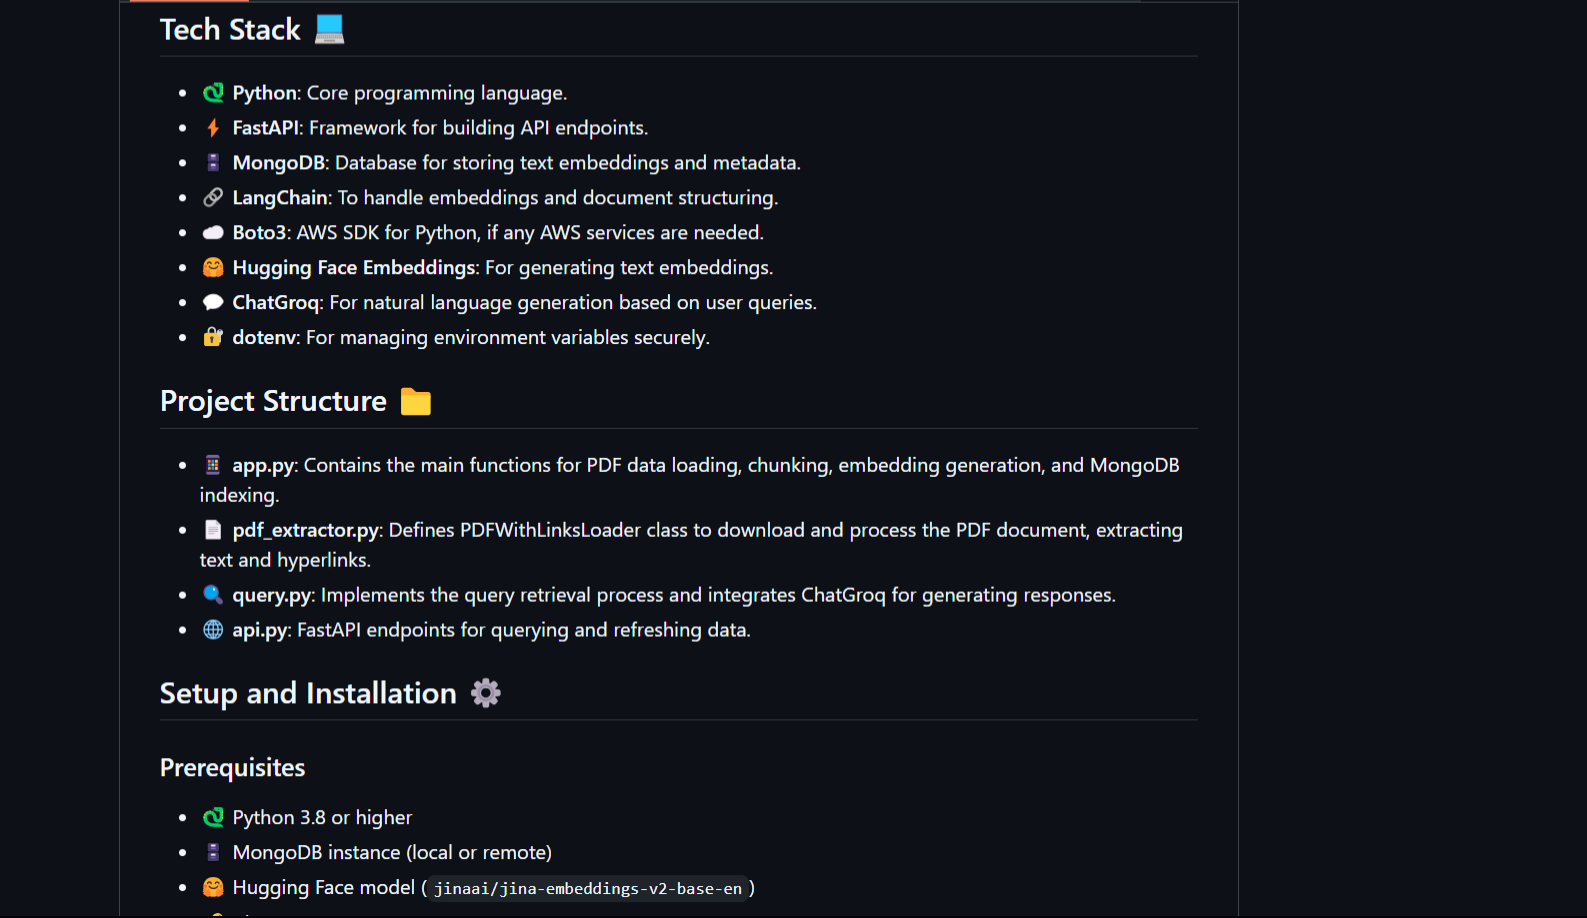 Tech Stack 💻
• 🐍 Python: Core programming language.
• ⚡ FastAPI: Framework for building API endpoints.
• 🗄️ MongoDB: Database for storing text embeddings and metadata.
• 🔗 LangChain: To handle embeddings and document structuring.
• ☁️ Boto3: AWS SDK for Python, if any AWS services are needed.
• 🤗 Hugging Face Embeddings: For generating text embeddings.
• 💬 ChatGroq: For natural language generation based on user queries.
• 🔐 dotenv: For managing environment variables securely.
Project Structure 📁
• 📱 app.py: Contains the main functions for PDF data loading, chunking, embedding generation, and MongoDB
indexing.
• 📄 pdf_extractor.py: Defines PDFWithLinksLoader class to download and process the PDF document, extracting
text and hyperlinks.
• 🔍 query.py: Implements the query retrieval process and integrates ChatGroq for generating responses.
• 🌐 api.py: FastAPI endpoints for querying and refreshing data.
Setup and Installation ⚙️
Prerequisites
• 🐍 Python 3.8 or higher
• 🗄️ MongoDB instance (local or remote)
• 🤗 Hugging Face model (jinaai/jina-embeddings-v2-base-en)